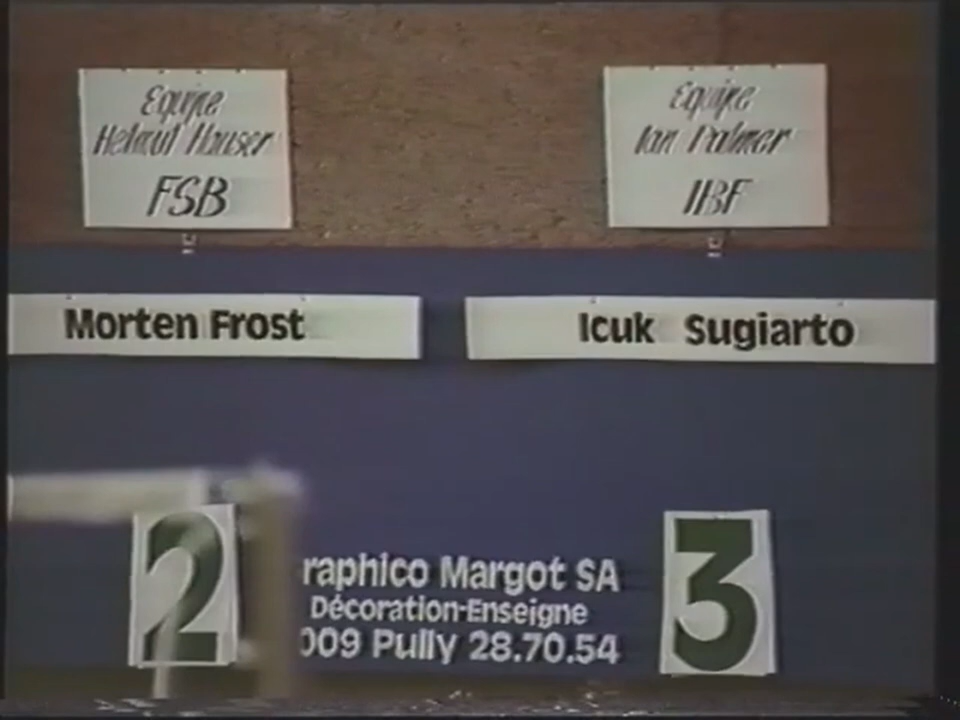 Equipe
Helmut Hauser
FSB
Equipe
Ian Palmer
IBF
Morten Frost
Icuk Sugiarto
2
raphico Margot SA
Décoration-Enseigne
009 Pully 28.70.54
3